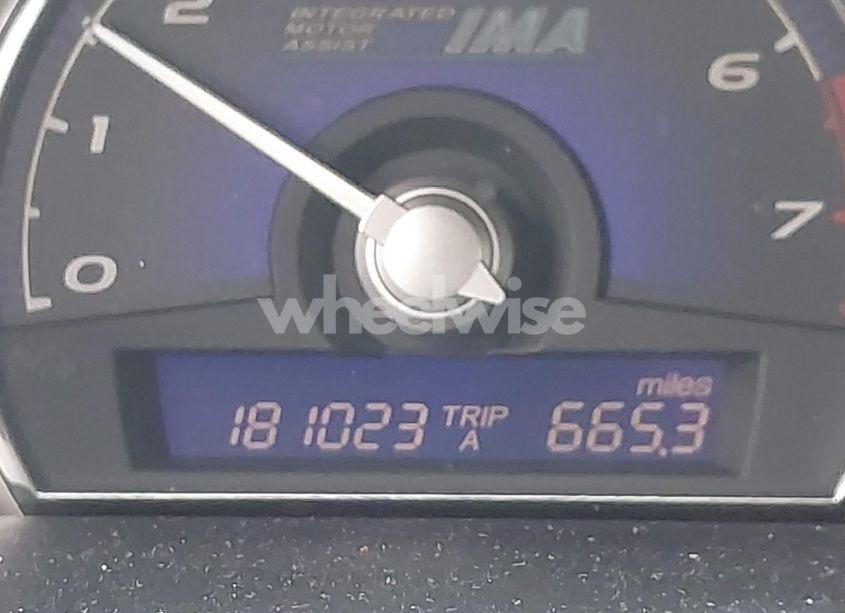 INTEGRATED
MOTOR
ASSIST
IMA
2
6
1
7
0
wheelwise
miles
181023 TRIP A 665.3